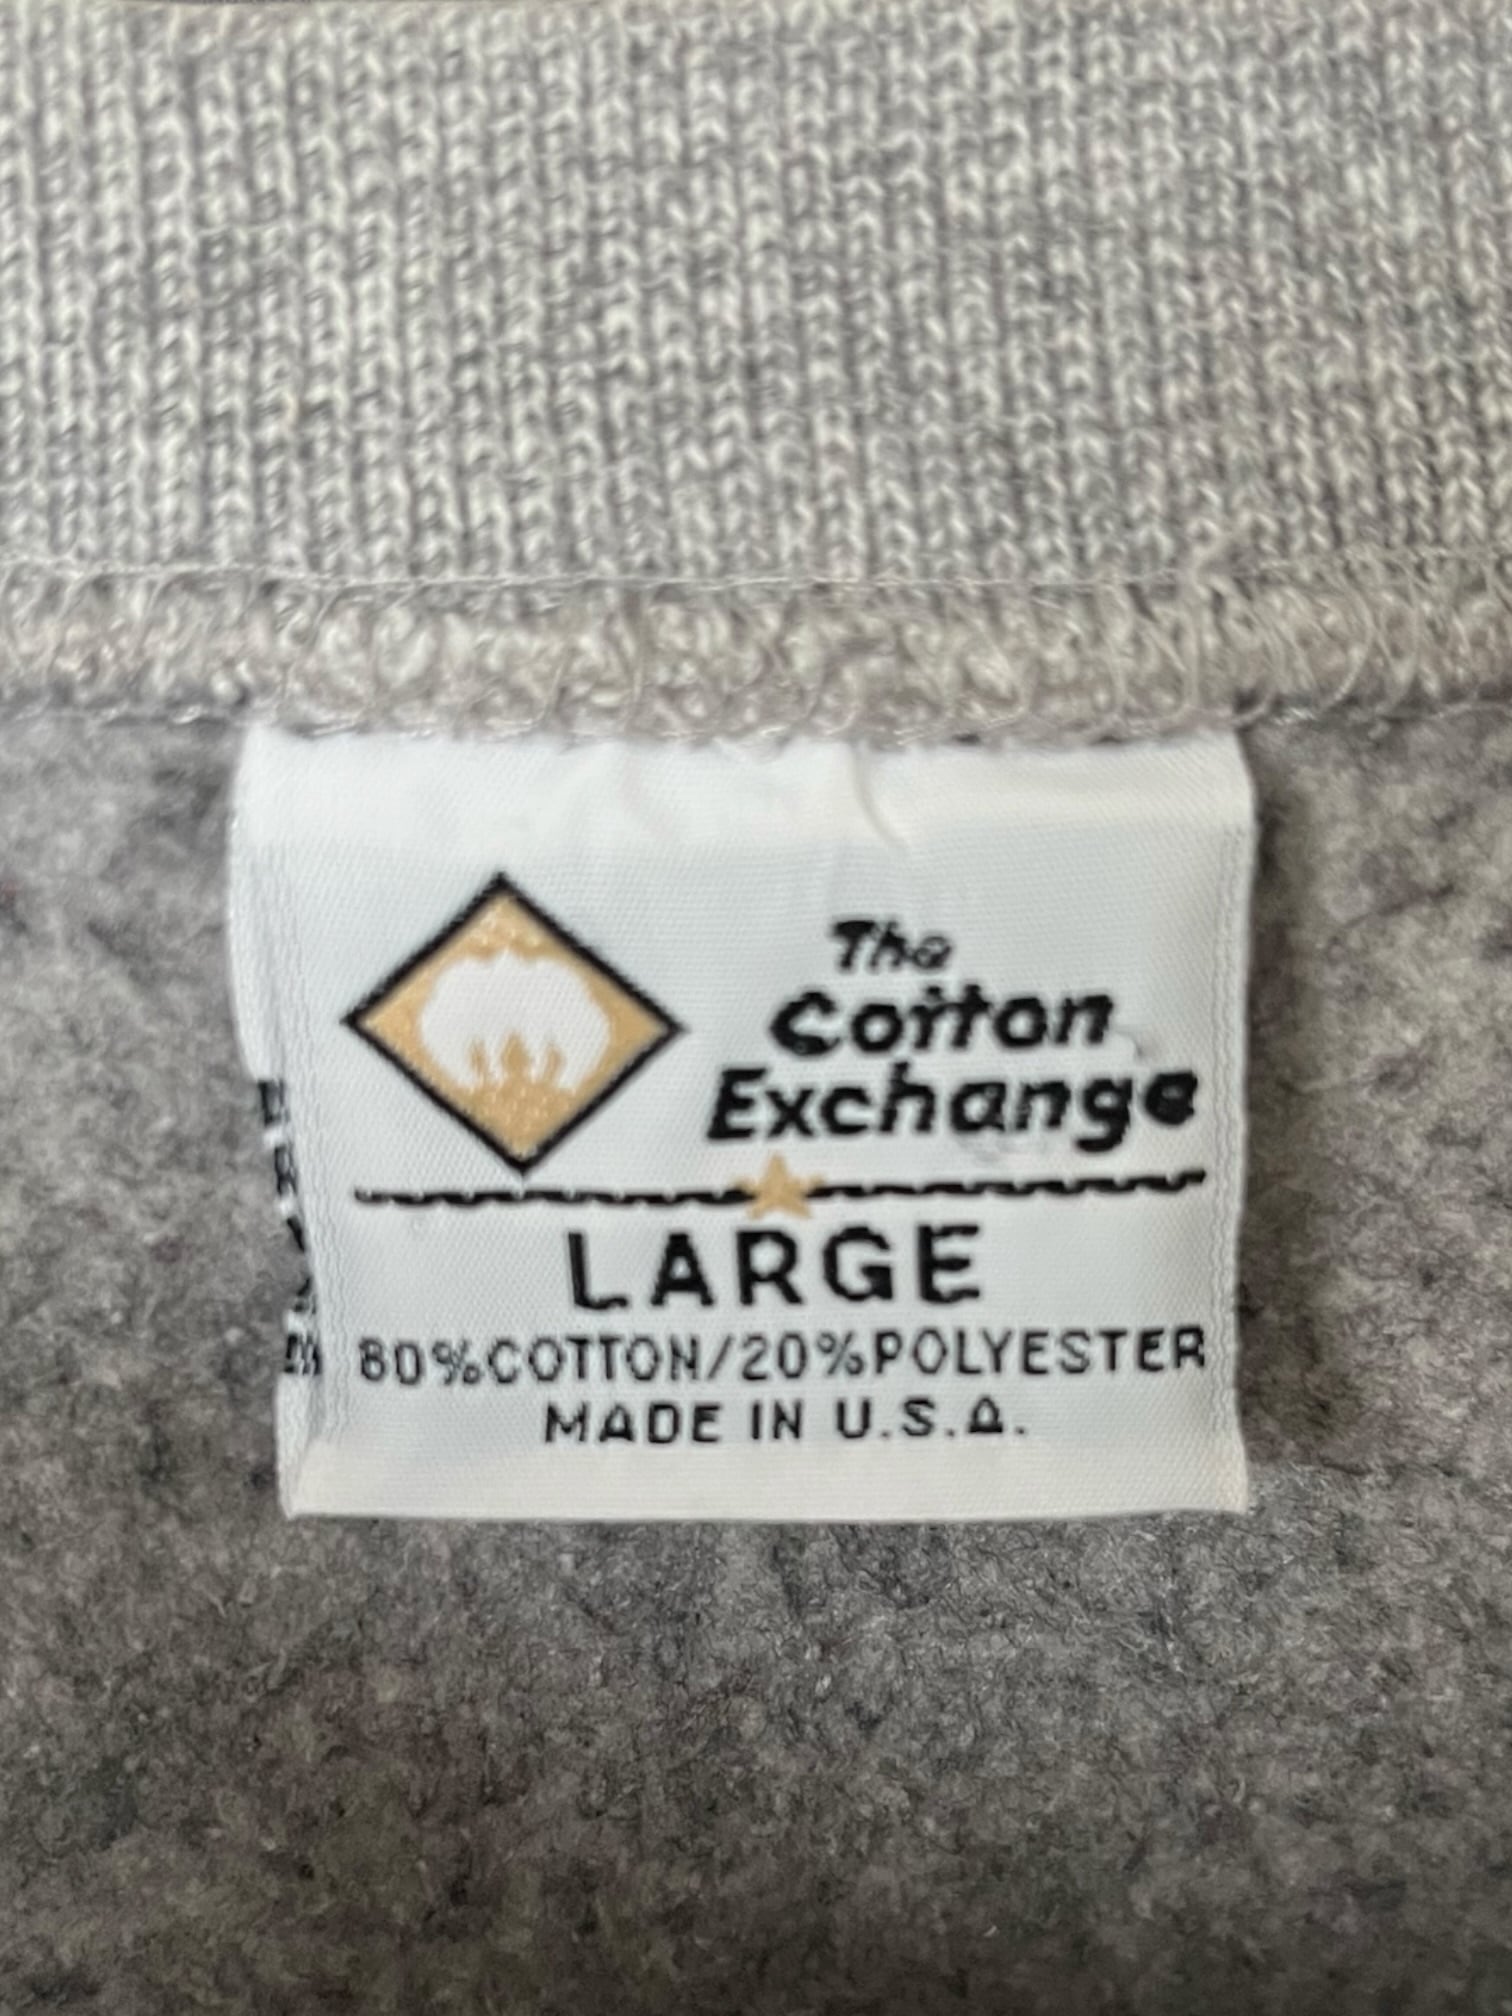 The
Cotton
Exchange
LARGE
80%COTTON/20%POLYESTER
MADE IN U.S.A.